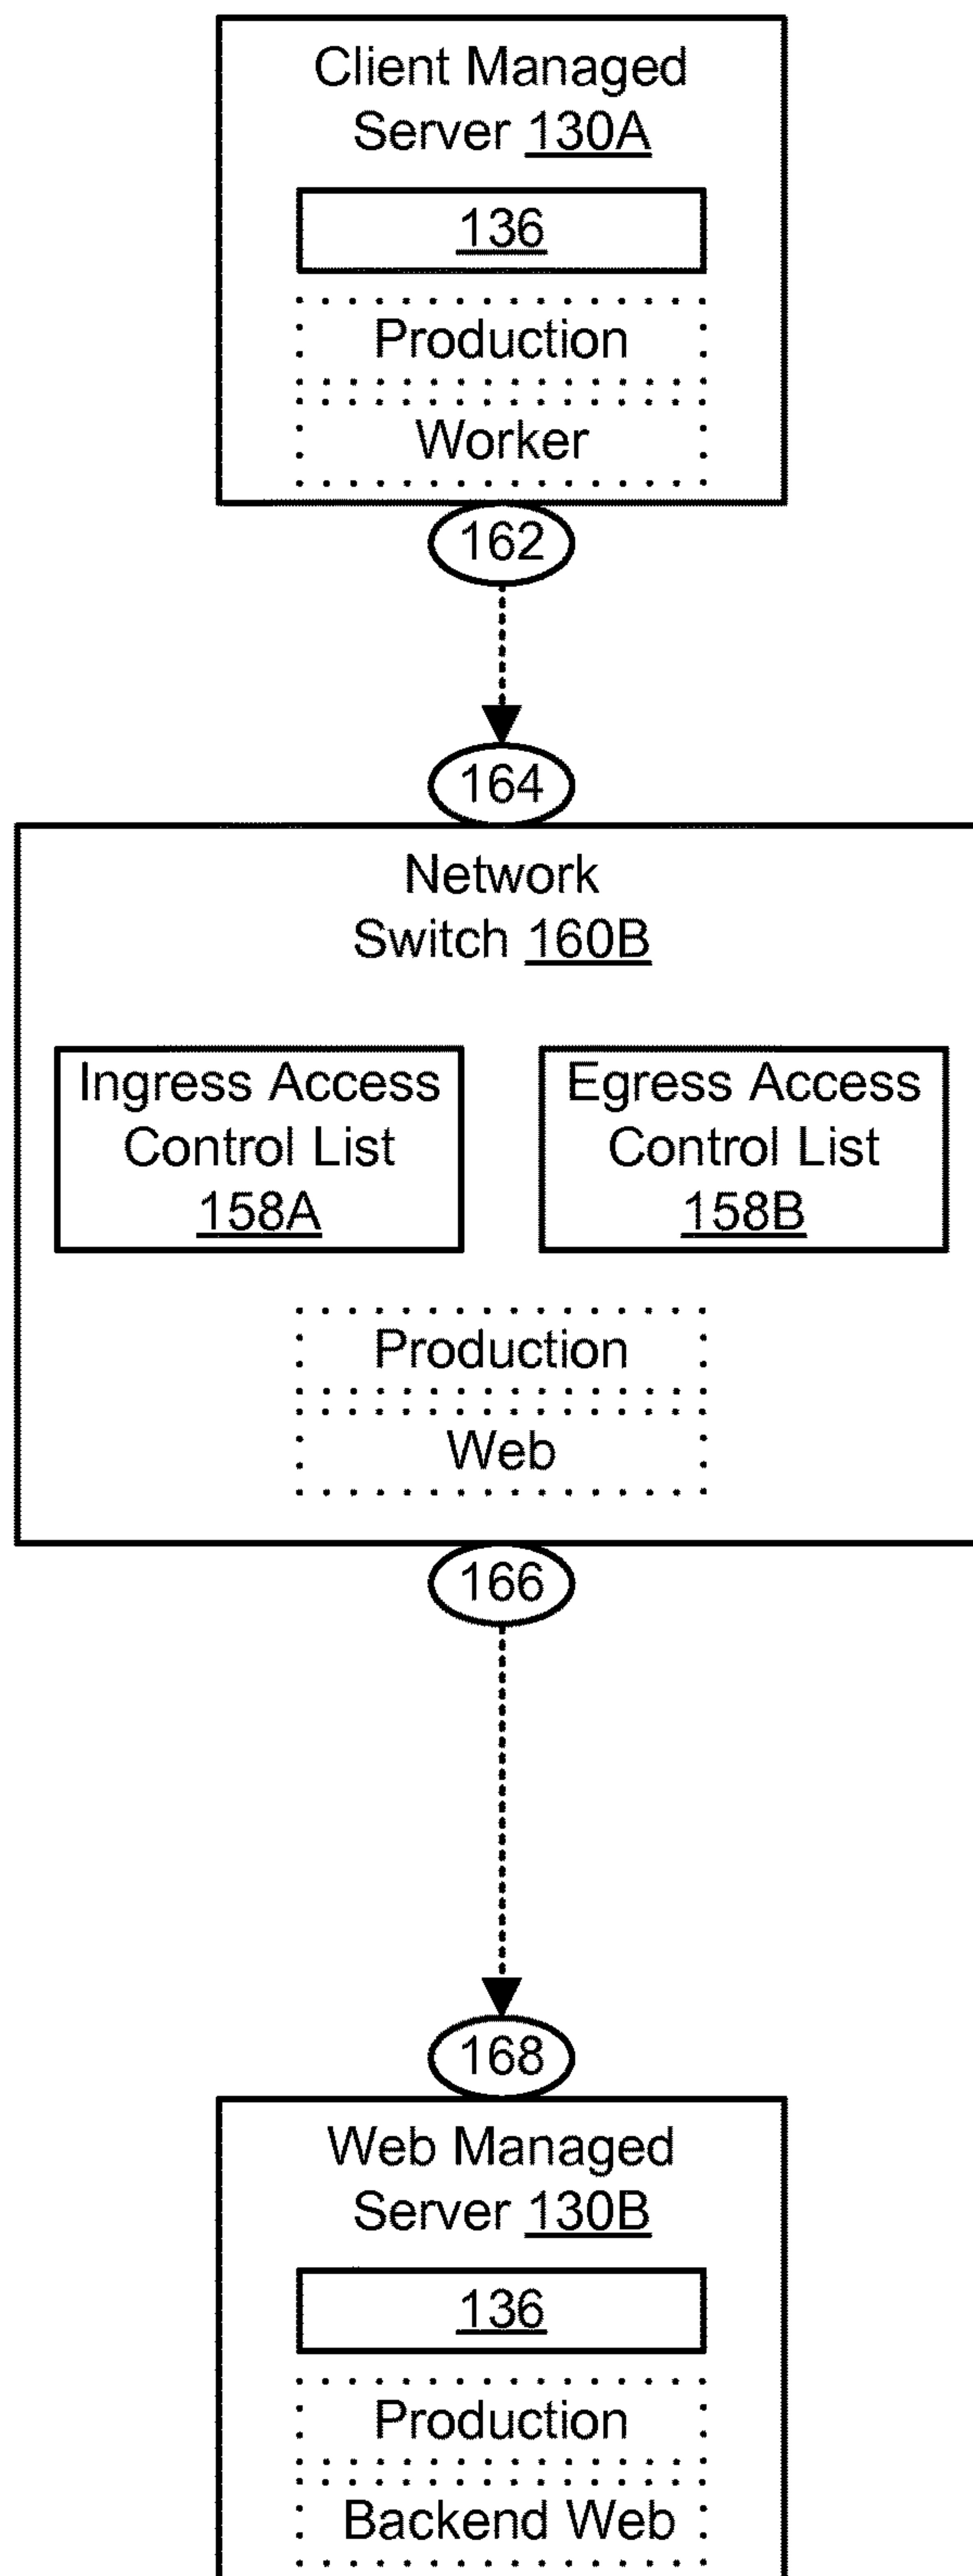 Client Managed
Server 130A
136
Production
Worker
162
164
Network
Switch 160B
Ingress Access
Control List
158A
Egress Access
Control List
158B
Production
Web
166
168
Web Managed
Server 130B
136
Production
Backend Web